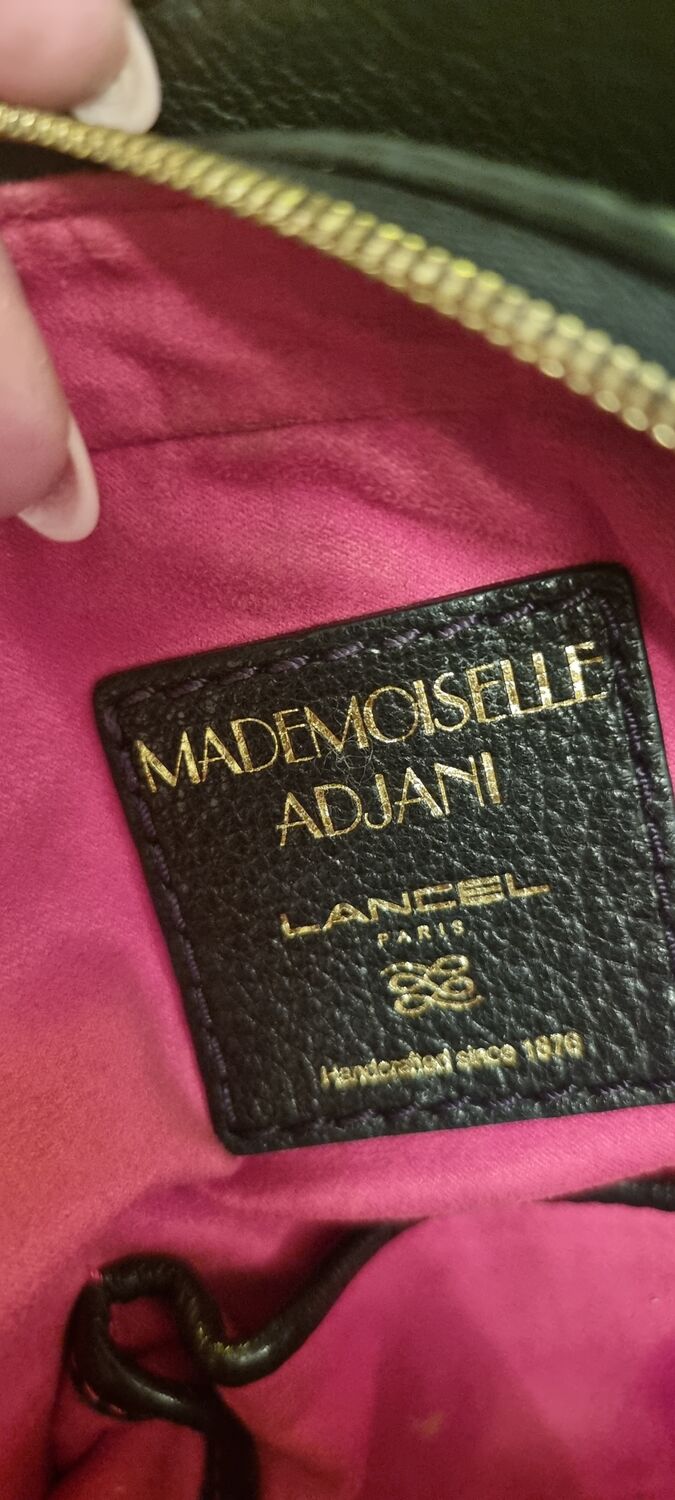 MADEMOISELLE
ADJANI
LANCEL
PARIS
Handcrafted since 1876